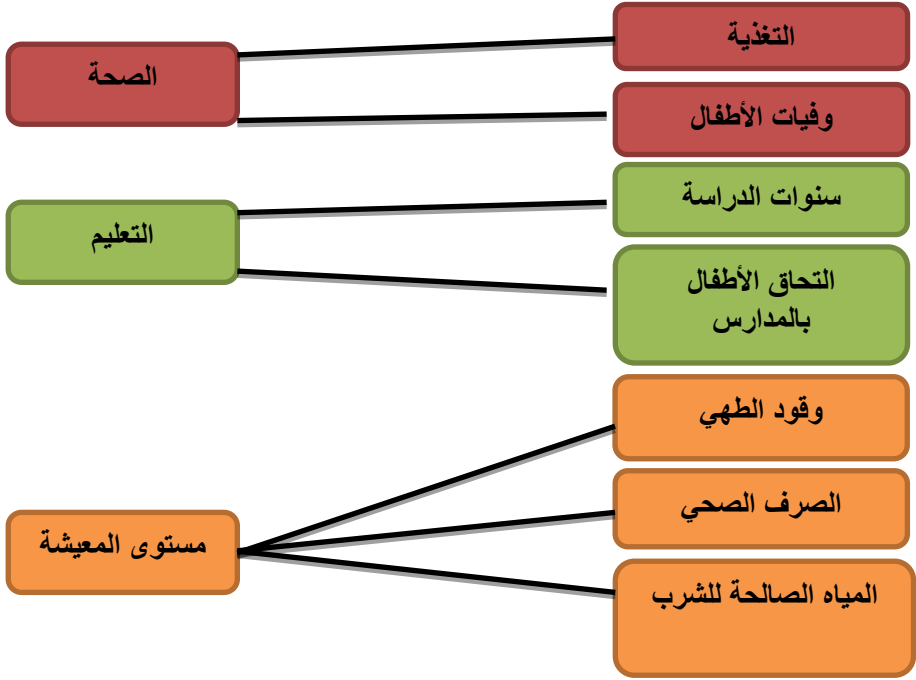 الصحة
التغذية
وفيات الأطفال
التعليم
سنوات الدراسة
التحاق الأطفال
بالمدارس
مستوى المعيشة
وقود الطهي
الصرف الصحي
المياه الصالحة للشرب